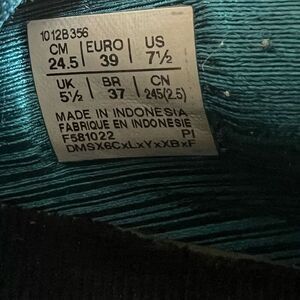 1012B356
CM EURO US
24.5 39 7½
UK BR CN
5½ 37 245(2.5)
MADE IN INDONESIA
FABRIQUE EN INDONESIE
F581022 PI
DMSX6C×L×Y××B×F